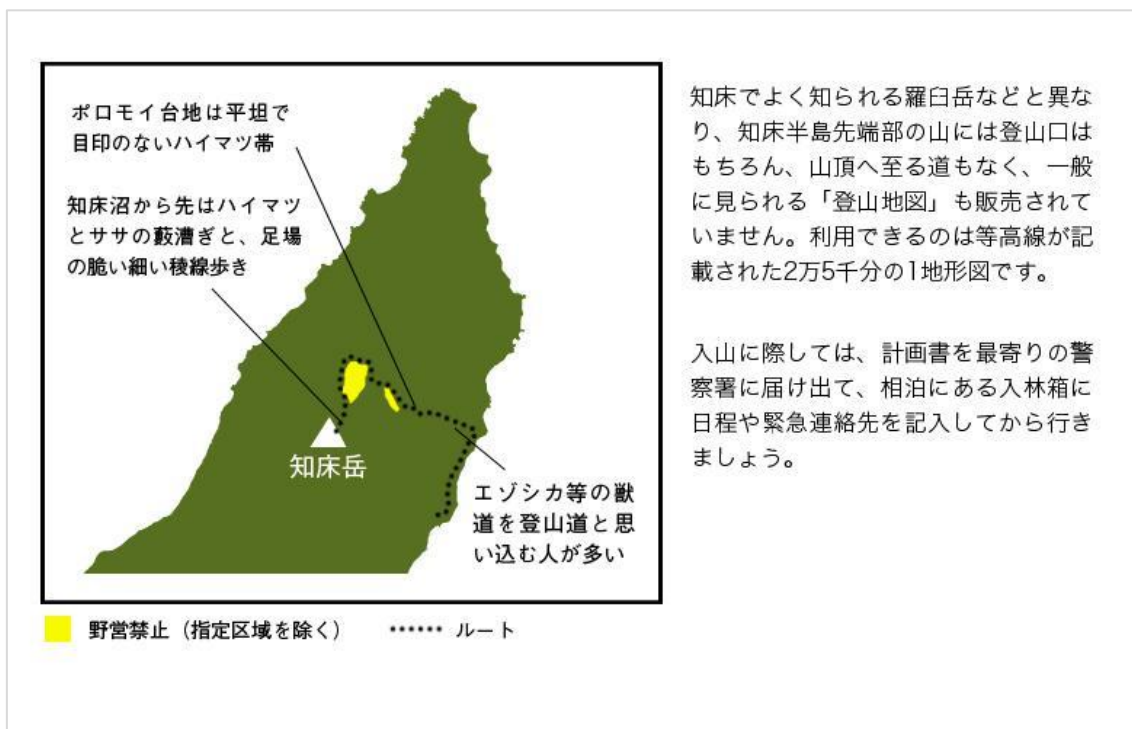 ポロモイ台地は平坦で
目印のないハイマツ帯
知床沼から先はハイマツ
とササの藪漕ぎと、足場
の脆い細い稜線歩き
知床岳
エゾシカ等の獣
道を登山道と思
い込む人が多い
野営禁止（指定区域を除く）
ルート
知床でよく知られる羅臼岳などと異な
り、知床半島先端部の山には登山口は
もちろん、山頂へ至る道もなく、一般
に見られる「登山地図」も販売されて
いません。利用できるのは等高線が記
載された2万5千分の1地形図です。
入山に際しては、計画書を最寄りの警
察署に届け出て、相泊にある入林箱に
日程や緊急連絡先を記入してから行き
ましょう。